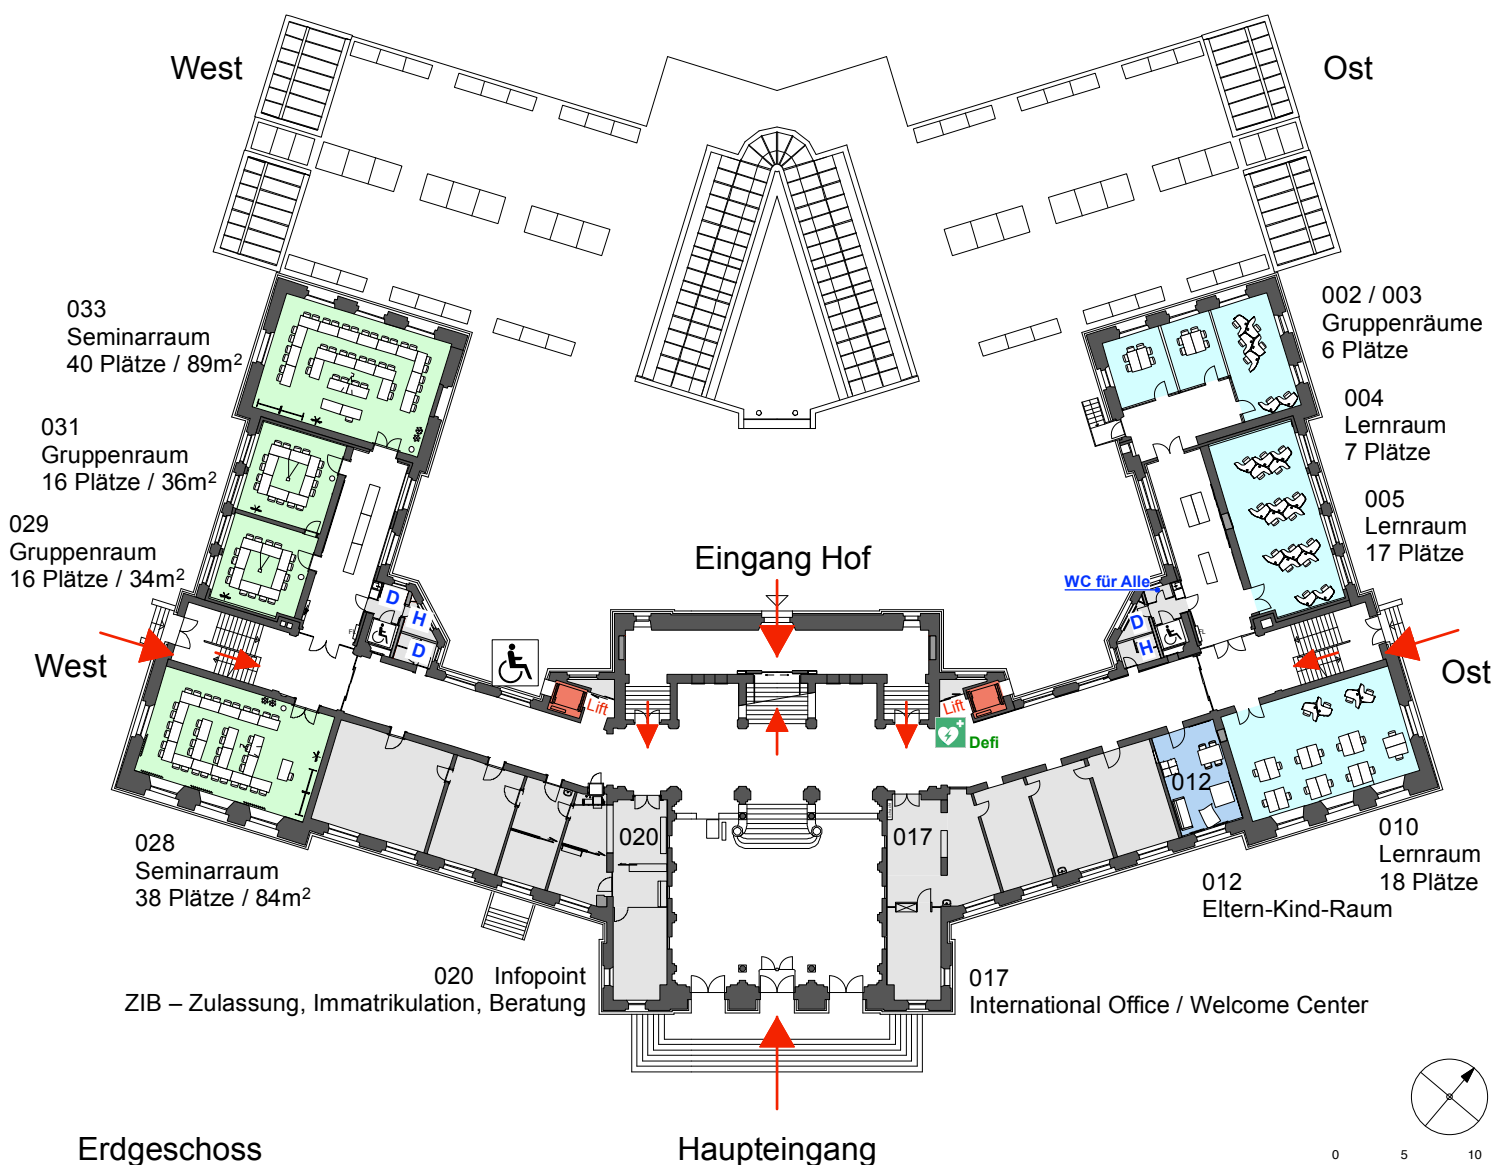 West
Ost
033
Seminarraum
40 Plätze / 89m²
002 / 003
Gruppenräume
6 Plätze
031
Gruppenraum
16 Plätze / 36m²
004
Lernraum
7 Plätze
029
Gruppenraum
16 Plätze / 34m²
005
Lernraum
17 Plätze
Eingang Hof
WC für Alle
D
H
D
D
H
West
Ost
Lift
Lift
Defi
012
020
017
028
Seminarraum
38 Plätze / 84m²
010
Lernraum
18 Plätze
012
Eltern-Kind-Raum
020 Infopoint
ZIB – Zulassung, Immatrikulation, Beratung
017
International Office / Welcome Center
Erdgeschoss
Haupteingang
0 5 10